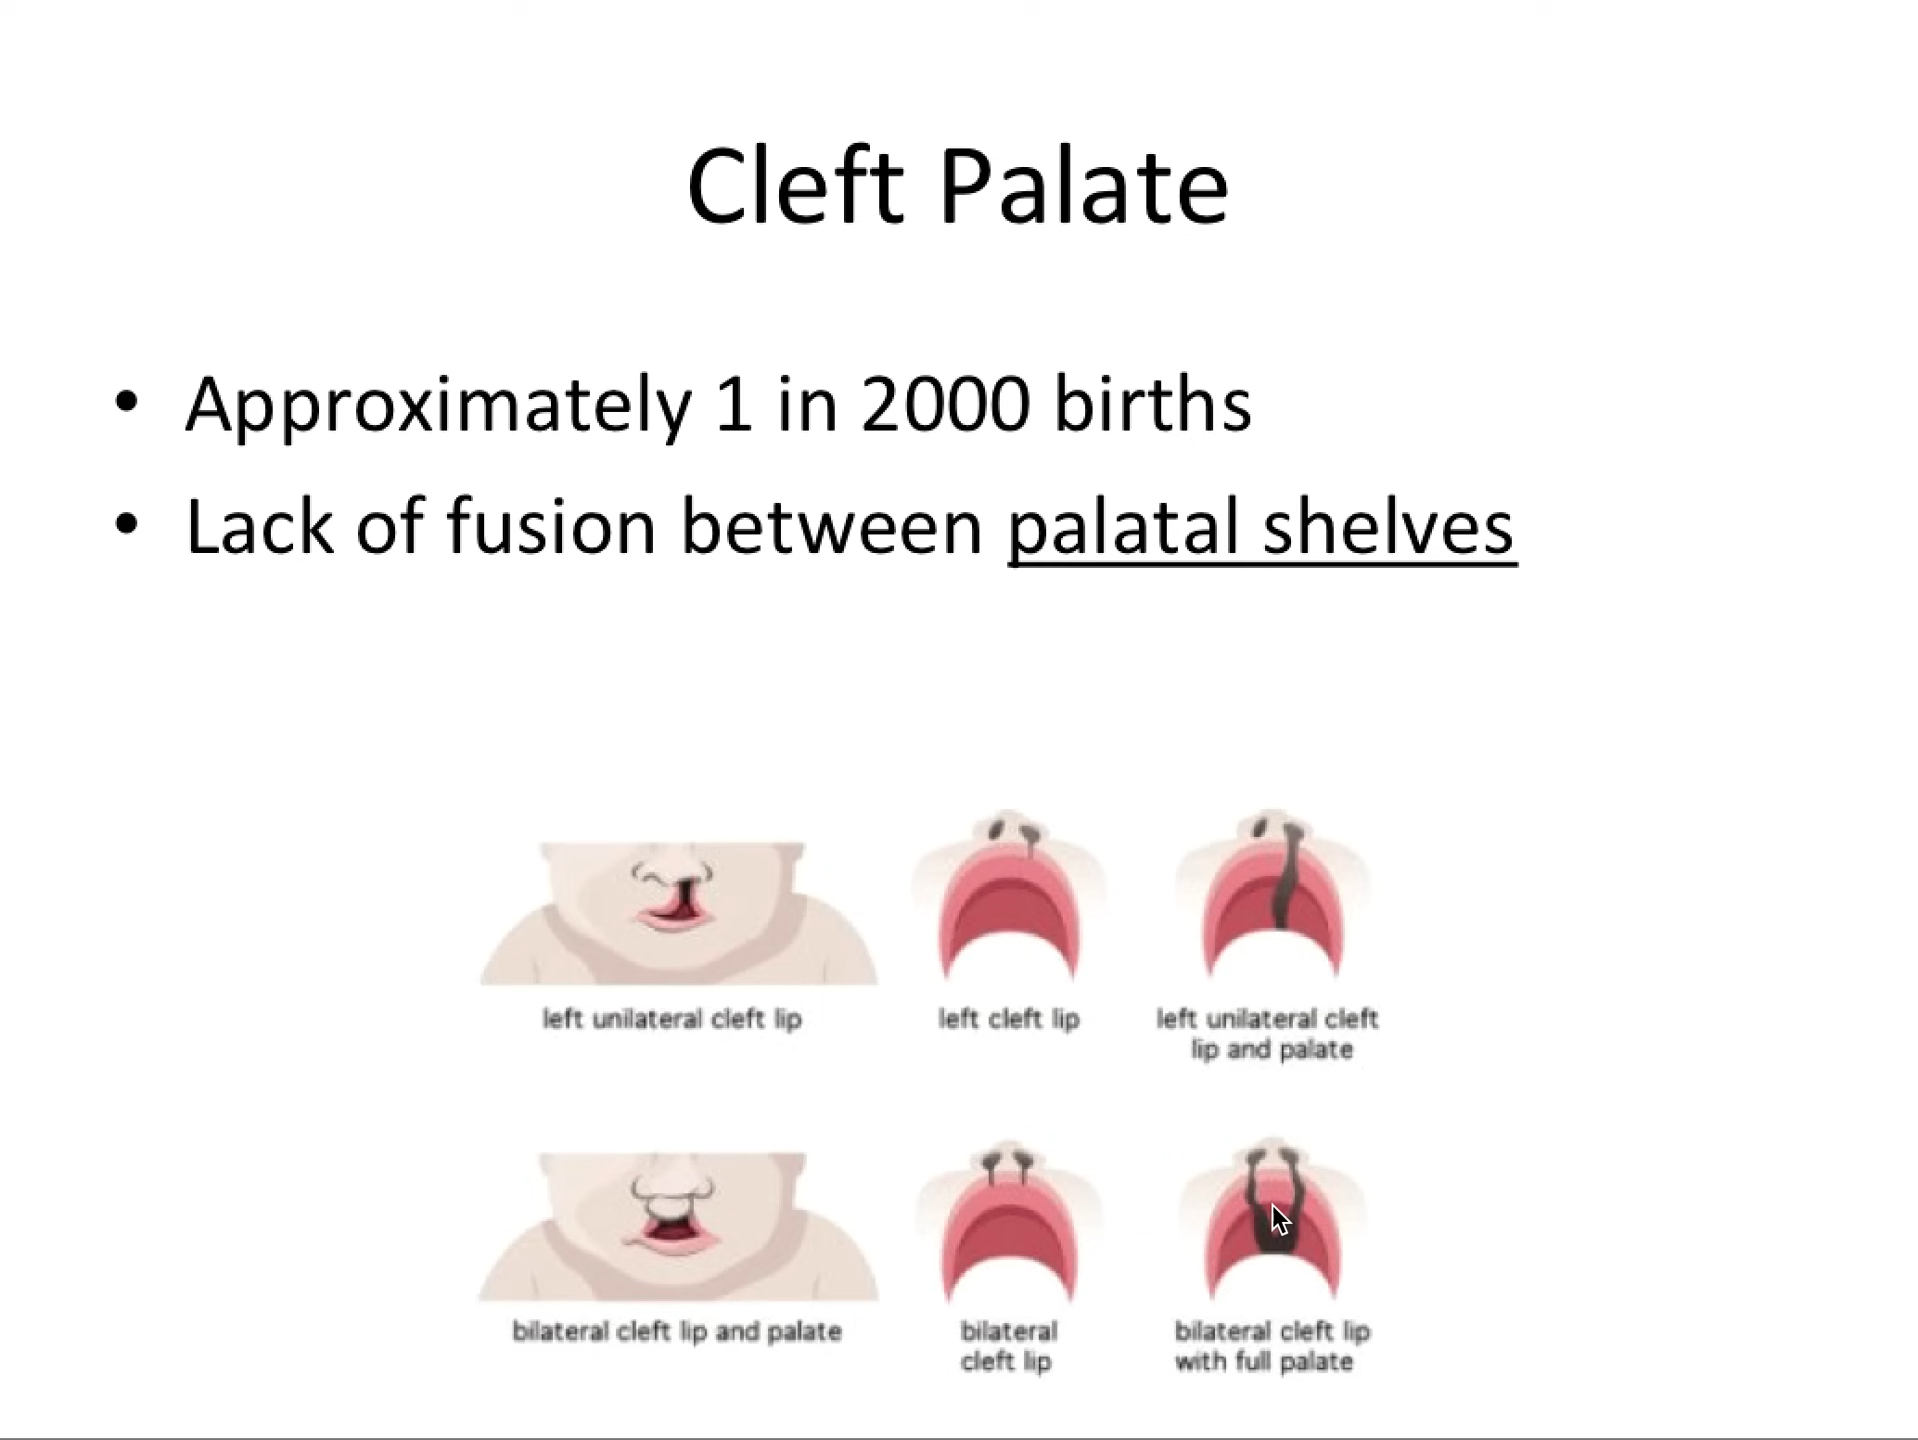 Cleft Palate
• Approximately 1 in 2000 births
• Lack of fusion between palatal shelves
left unilateral cleft lip
left cleft lip
left unilateral cleft
lip and palate
bilateral cleft lip and palate
bilateral
cleft lip
bilateral cleft lip
with full palate